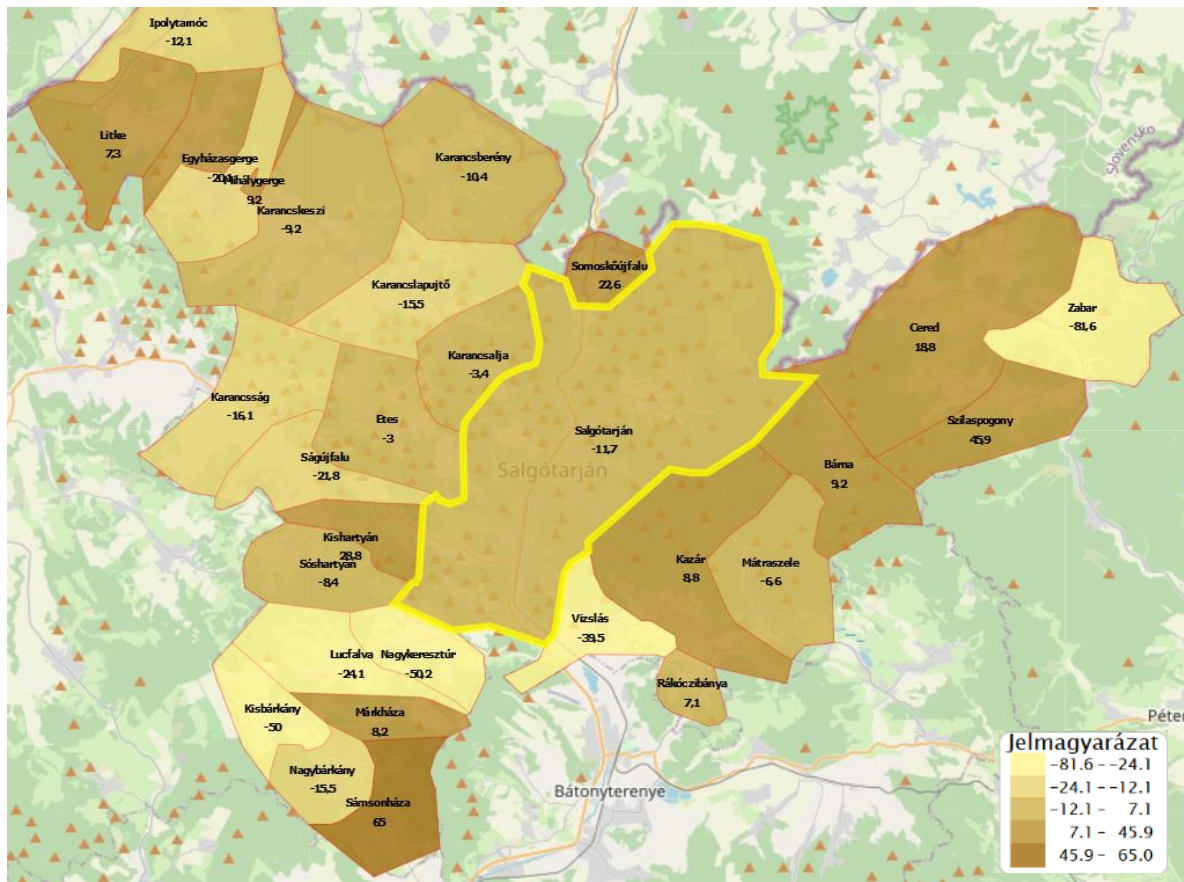 Ipolytarnóc
-12,1
Litke
7,3
Egyházasgerge
Mihálygerge
9,2
Karancskeszi
-9,2
Karancsberény
-10,4
Slovensko
Somoskőújfalu
22,6
Karancslapujtő
-15,5
Zabar
-81,6
Cered
18,8
Karancsalja
-3,4
Karancsság
-16,1
Etes
-3
Szilaspogony
45,9
Salgótarján
-11,7
Salgótarján
Ságújfalu
-21,8
Bárna
9,2
Kishartyán
28,8
Sóshartyán
-8,4
Kazár
8,8
Mátraszele
-6,6
Vizslás
-39,5
Lucfalva
-24,1
Nagykeresztúr
-50,2
Rákóczibánya
7,1
Kisbárkány
-50
Márkháza
8,2
Péter
Nagybárkány
-15,5
Sámsonháza
65
Bátonyterenye
Jelmagyarázat
-81.6 - -24.1
-24.1 - -12.1
-12.1 - 7.1
7.1 - 45.9
45.9 - 65.0